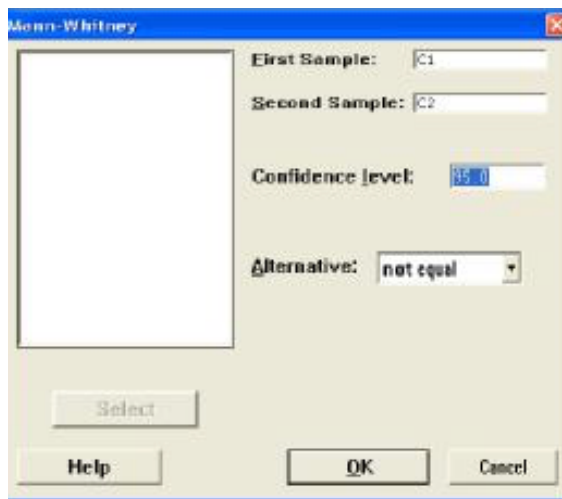 Mann-Whitney
First Sample: C1
Second Sample: C2
Confidence level: 95.0
Alternative: not equal
Select
Help
OK
Cancel